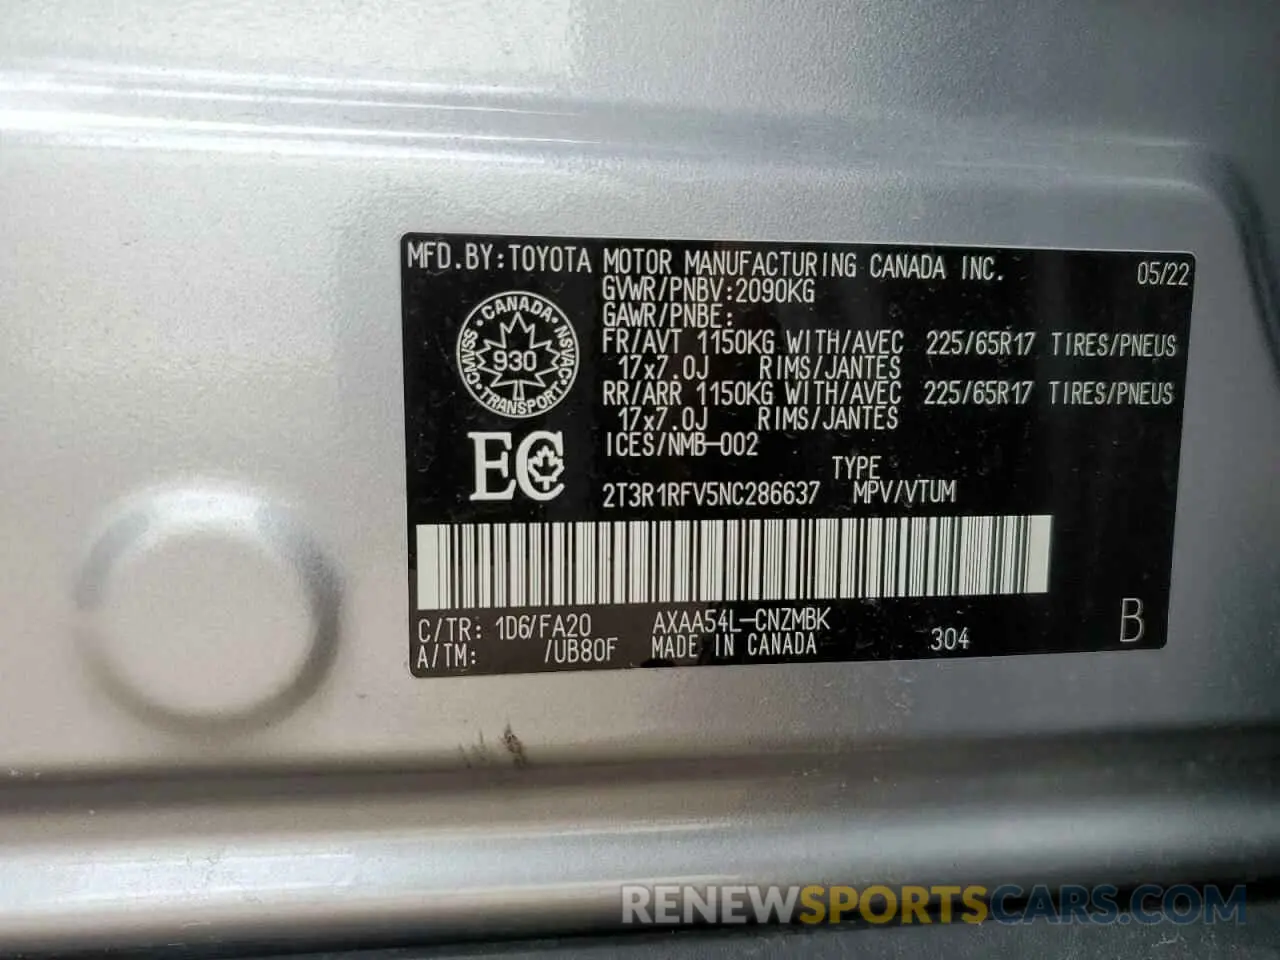 MFD.BY:TOYOTA MOTOR MANUFACTURING CANADA INC. 05/22
GVWR/PNBV:2090KG
GAWR/PNBE:
FR/AVT 1150KG WITH/AVEC 225/65R17 TIRES/PNEUS
17x7.0J RIMS/JANTES
RR/ARR 1150KG WITH/AVEC 225/65R17 TIRES/PNEUS
17x7.0J RIMS/JANTES
ICES/NMB-002
CANADA
CMVSS 930 NSVAC
TRANSPORT
EC
TYPE
2T3R1RFV5NC286637 MPV/VTUM
C/TR: 1D6/FA20 AXAA54L-CNZMBK
A/TM: /UB80F MADE IN CANADA 304 B
RENEWSPORTSCARS.COM